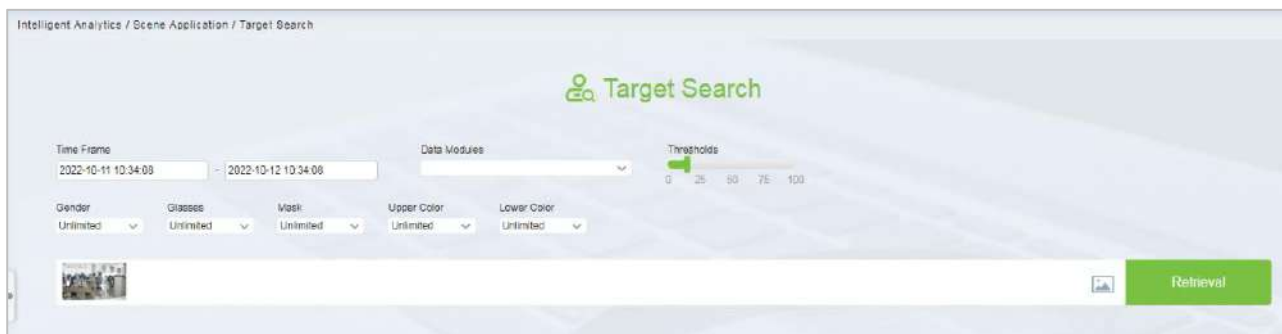 Intelligent Analytics / Scene Application / Target Search
Target Search
Time Frame Data Modules Thresholds
2022-10-11 10:34:08 - 2022-10-12 10:34:08
0 25 50 75 100
Gender Glasses Mask Upper Color Lower Color
Unlimited Unlimited Unlimited Unlimited Unlimited
Retrieval